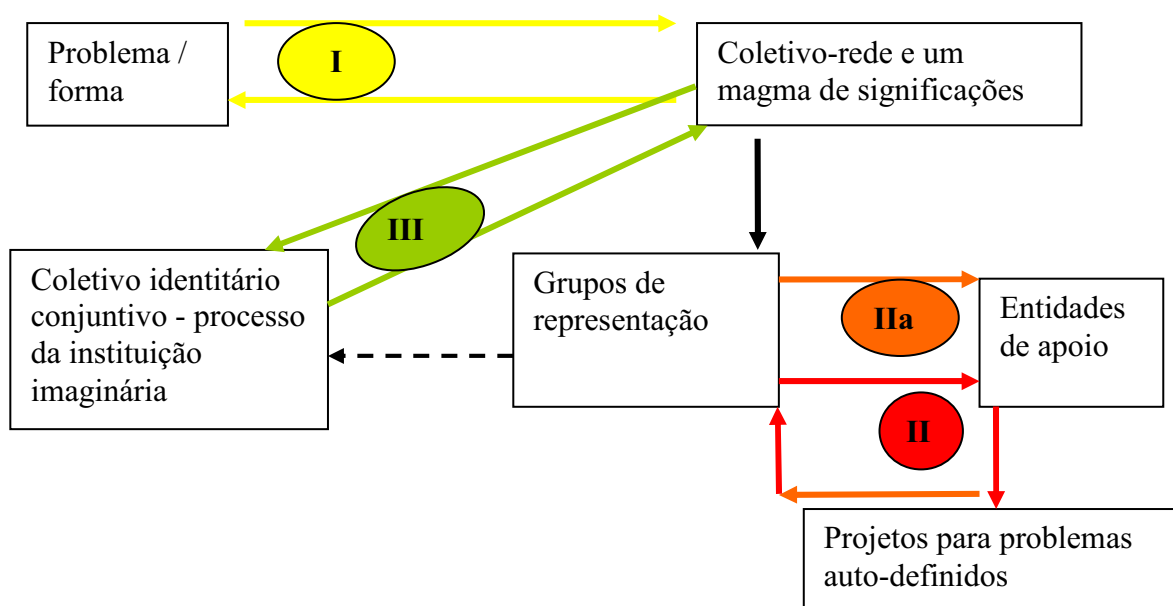 Problema /
forma
I
Coletivo-rede e um
magma de significações
III
Coletivo identitário
conjuntivo - processo
da instituição
imaginária
Grupos de
representação
IIa
Entidades
de apoio
II
Projetos para problemas
auto-definidos